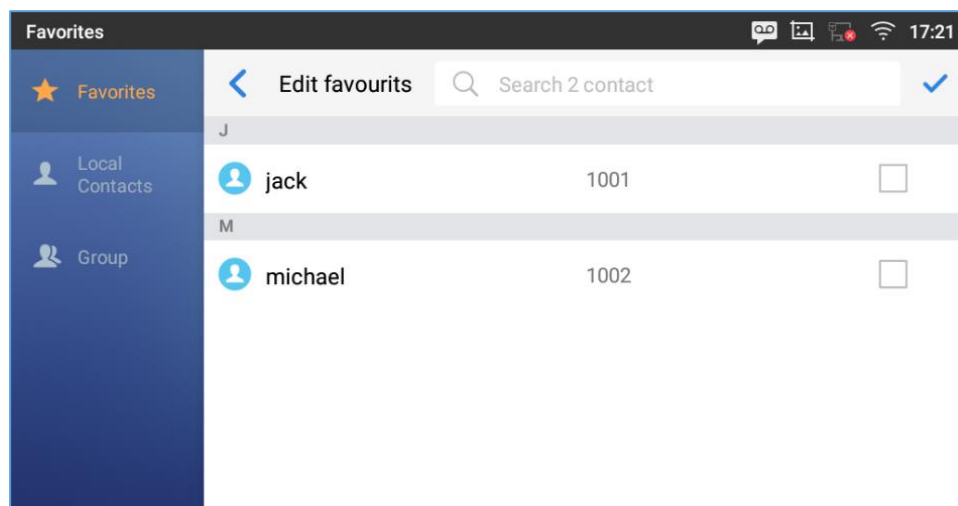 Favorites 17:21
Favorites
Edit favourits
Search 2 contact
J
Local
Contacts
jack 1001
M
Group
michael 1002